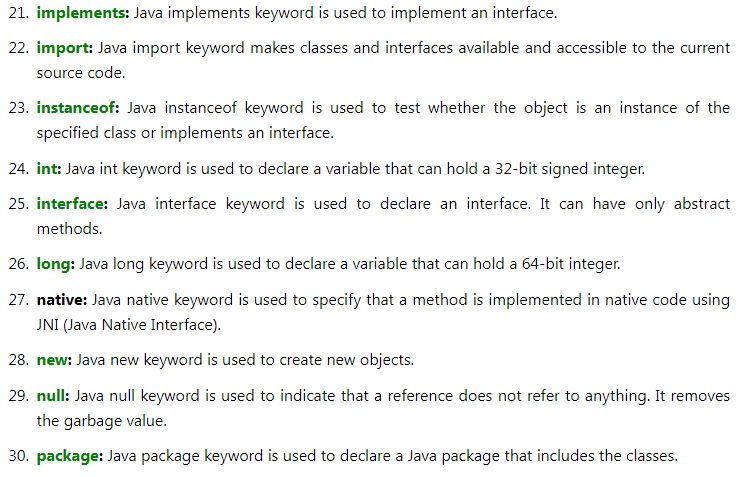 21. implements: Java implements keyword is used to implement an interface.
22. import: Java import keyword makes classes and interfaces available and accessible to the current
source code.
23. instanceof: Java instanceof keyword is used to test whether the object is an instance of the
specified class or implements an interface.
24. int: Java int keyword is used to declare a variable that can hold a 32-bit signed integer.
25. interface: Java interface keyword is used to declare an interface. It can have only abstract
methods.
26. long: Java long keyword is used to declare a variable that can hold a 64-bit integer.
27. native: Java native keyword is used to specify that a method is implemented in native code using
JNI (Java Native Interface).
28. new: Java new keyword is used to create new objects.
29. null: Java null keyword is used to indicate that a reference does not refer to anything. It removes
the garbage value.
30. package: Java package keyword is used to declare a Java package that includes the classes.